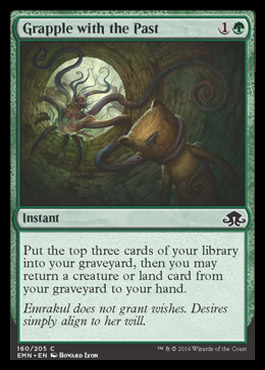 Grapple with the Past 1
Instant
Put the top three cards of your library
into your graveyard, then you may
return a creature or land card from
your graveyard to your hand.
Emrakul does not grant wishes. Desires
simply align to her will.
160/205 C
EMN • EN Howard Lyon
™ & © 2016 Wizards of the Coast